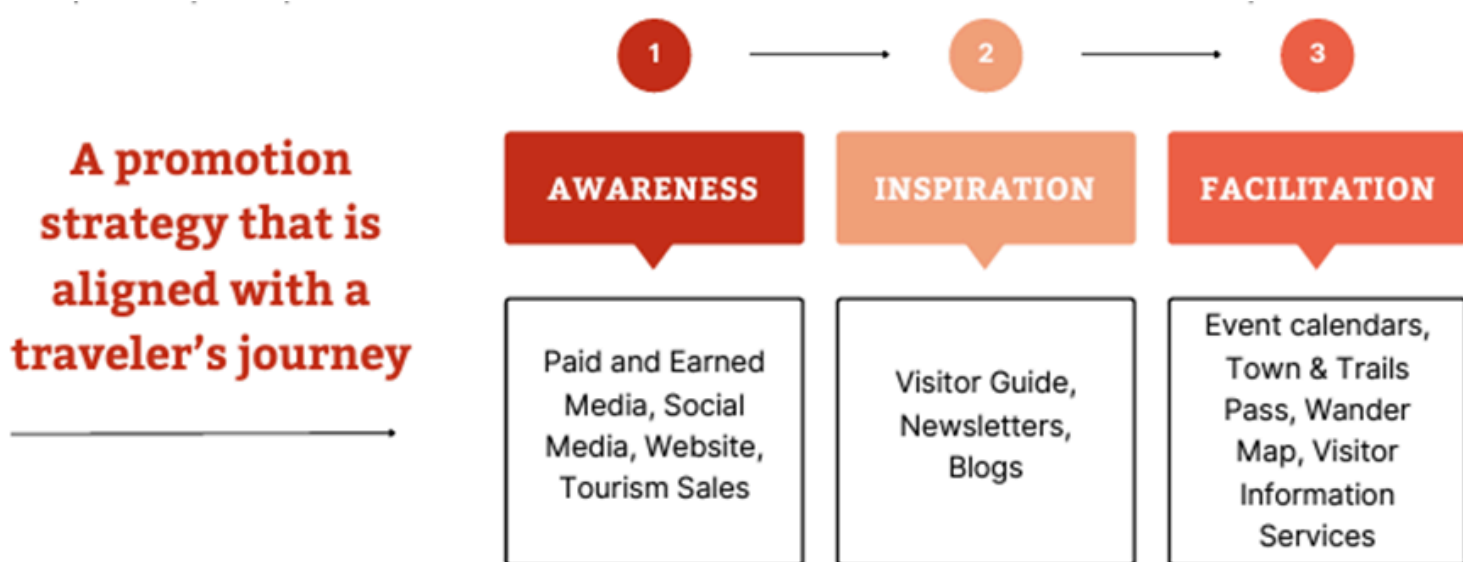 A promotion
strategy that is
aligned with a
traveler’s journey
1
2
3
AWARENESS
INSPIRATION
FACILITATION
Paid and Earned
Media, Social
Media, Website,
Tourism Sales
Visitor Guide,
Newsletters,
Blogs
Event calendars,
Town & Trails
Pass, Wander
Map, Visitor
Information
Services